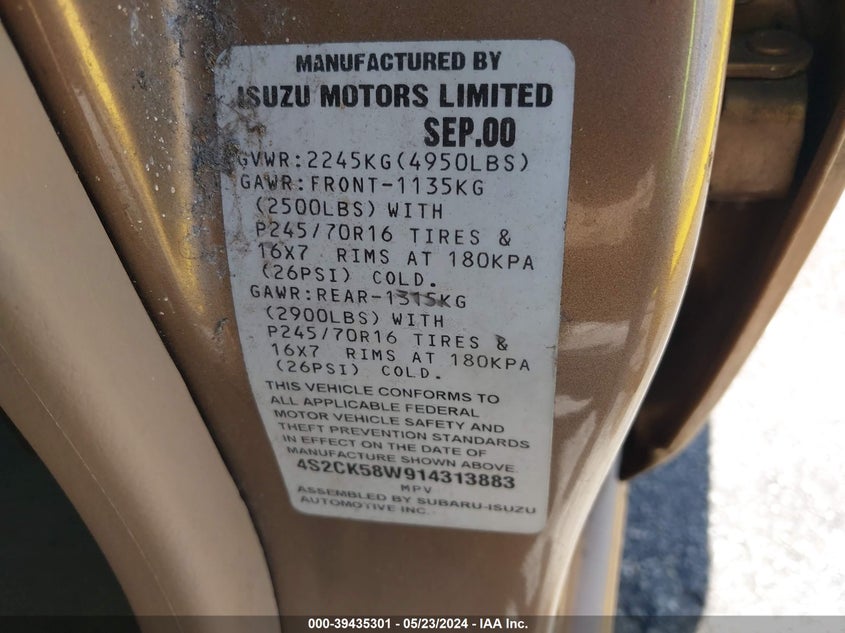 MANUFACTURED BY
ISUZU MOTORS LIMITED
SEP.00
GVWR:2245KG(4950LBS)
GAWR:FRONT-1135KG
(2500LBS) WITH
P245/70R16 TIRES &
16X7 RIMS AT 180KPA
(26PSI) COLD.
GAWR:REAR-1315KG
(2900LBS) WITH
P245/70R16 TIRES &
16X7 RIMS AT 180KPA
(26PSI) COLD.
THIS VEHICLE CONFORMS TO
ALL APPLICABLE FEDERAL
MOTOR VEHICLE SAFETY AND
THEFT PREVENTION STANDARDS
IN EFFECT ON THE DATE OF
MANUFACTURE SHOWN ABOVE.
4S2CK58W914313883
MPV
ASSEMBLED BY SUBARU-ISUZU
AUTOMOTIVE INC.
000-39435301 - 05/23/2024 - IAA Inc.